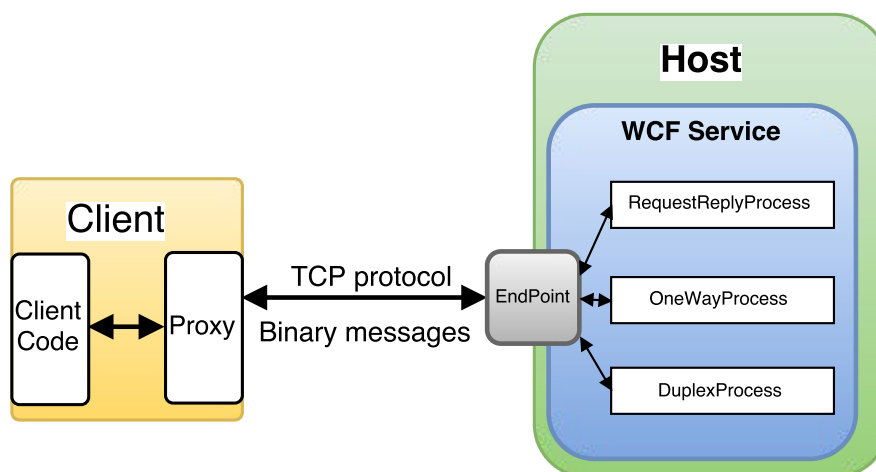 Host
WCF Service
RequestReplyProcess
Client
TCP protocol
EndPoint
OneWayProcess
Client
Code
Proxy
Binary messages
DuplexProcess